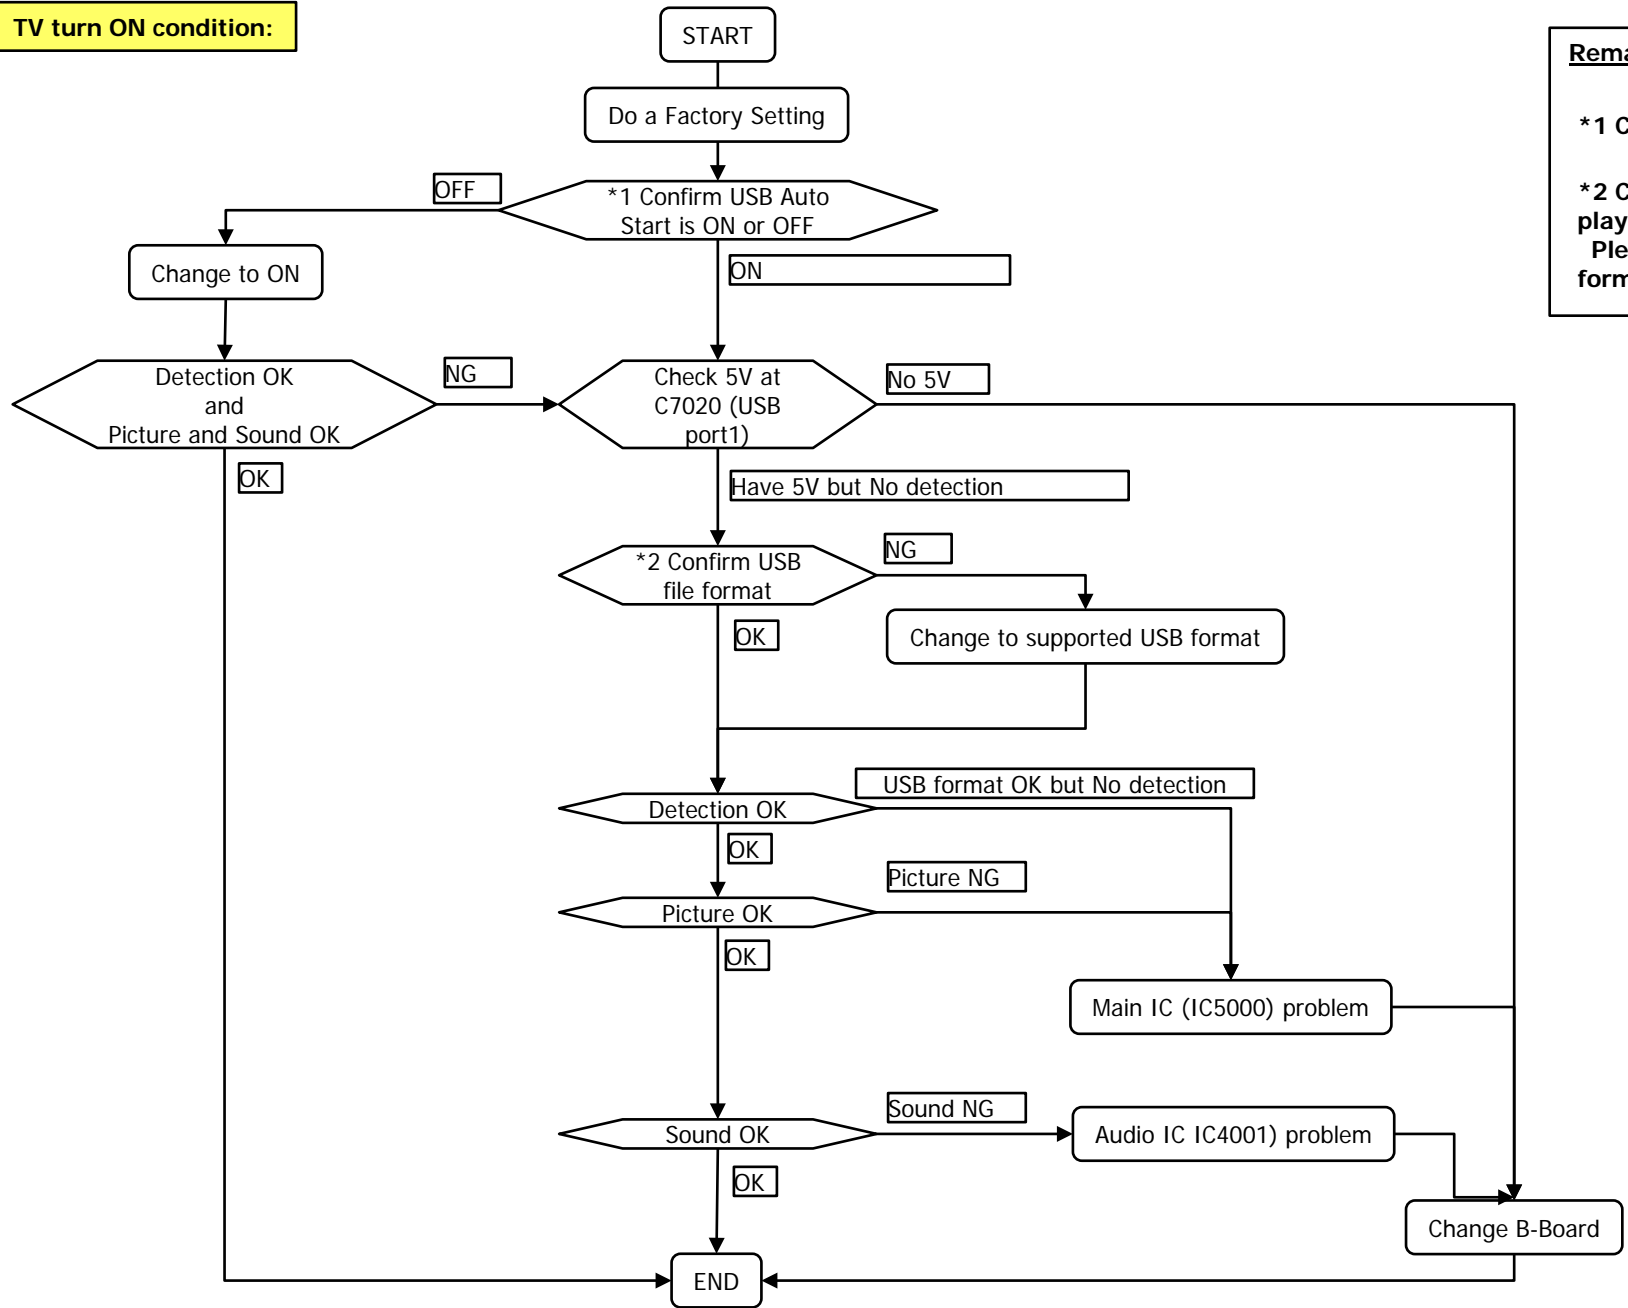 TV turn ON condition:
START
Do a Factory Setting
OFF
*1 Confirm USB Auto
Start is ON or OFF
Change to ON
ON
Detection OK
and
Picture and Sound OK
NG
Check 5V at
C7020 (USB
port1)
No 5V
OK
Have 5V but No detection
*2 Confirm USB
file format
NG
OK
Change to supported USB format
USB format OK but No detection
Detection OK
OK
Picture NG
Picture OK
OK
Main IC (IC5000) problem
Sound NG
Sound OK
Audio IC IC4001) problem
OK
Change B-Board
END
*1
*2
play